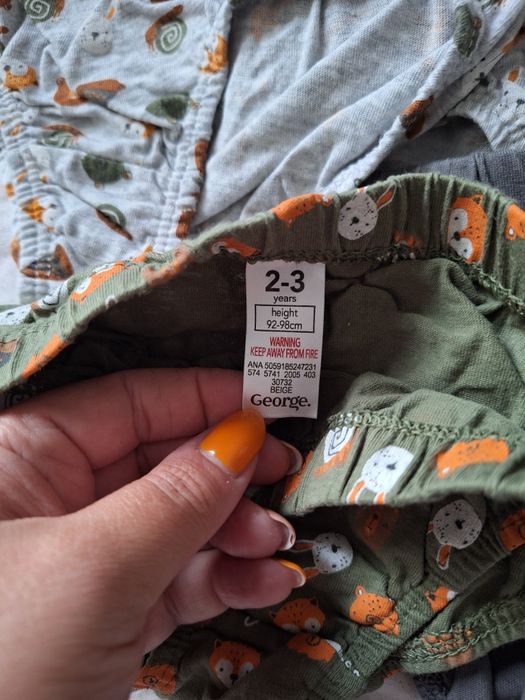 2-3
years
height
92-98cm
WARNING
KEEP AWAY FROM FIRE
ANA 5059185247231
574 5741 2005 403
30732
BEIGE
George.